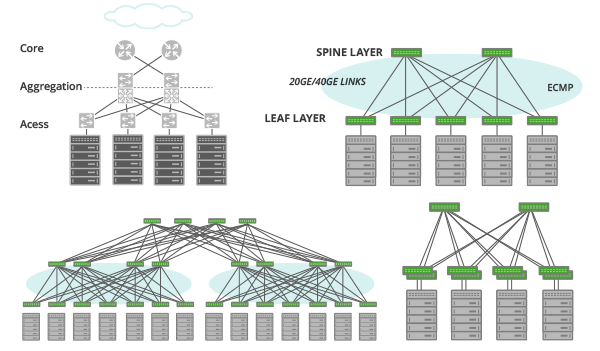 Core
Aggregation
Acess
SPINE LAYER
20GE/40GE LINKS
ECMP
LEAF LAYER